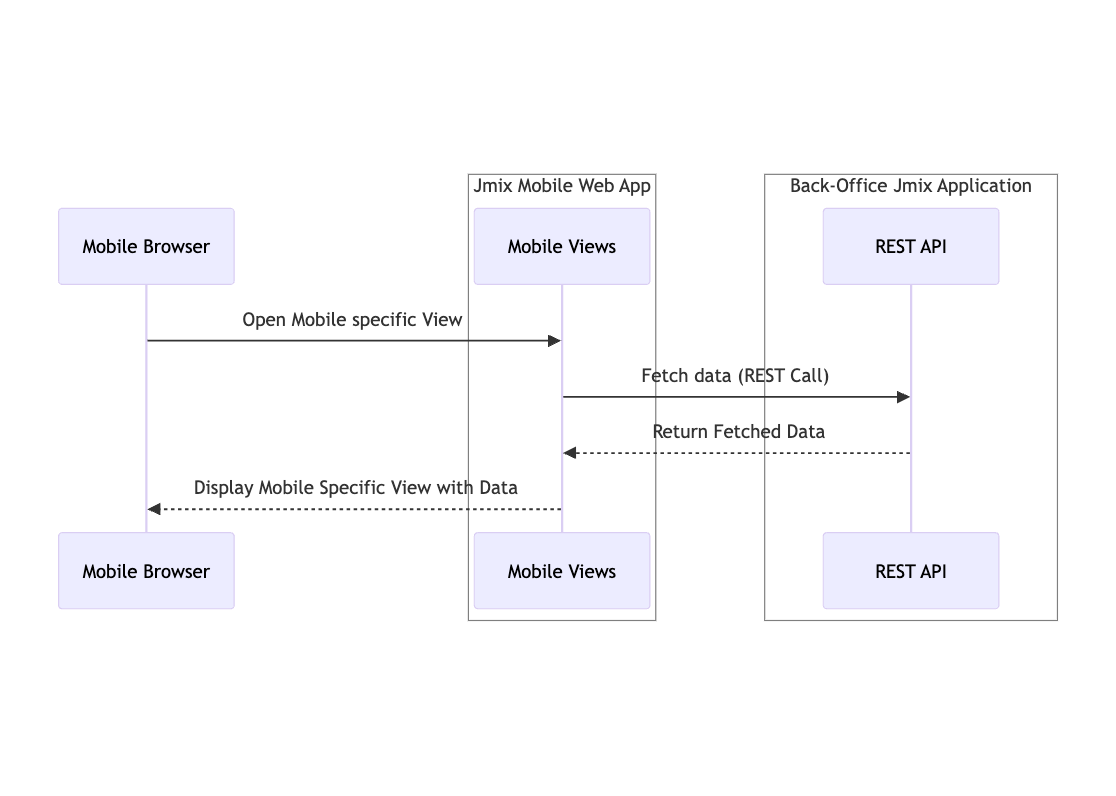 Jmix Mobile Web App
Back-Office Jmix Application
Mobile Browser
Mobile Views
REST API
Open Mobile specific View
Fetch data (REST Call)
Return Fetched Data
Display Mobile Specific View with Data
Mobile Browser
Mobile Views
REST API